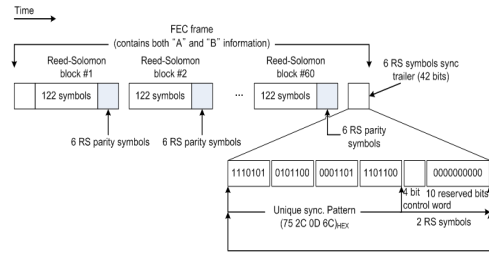 Time
FEC frame
(contains both "A" and "B" information)
Reed-Solomon
block #1
Reed-Solomon
block #2
Reed-Solomon
block #60
6 RS symbols sync
trailer (42 bits)
122 symbols
122 symbols
...
122 symbols
6 RS parity symbols
6 RS parity symbols
6 RS parity
symbols
1110101
0101100
0001101
1101100
0000000000
4 bit
control word
10 reserved bits
Unique sync. Pattern
(75 2C 0D 6C)HEX
2 RS symbols